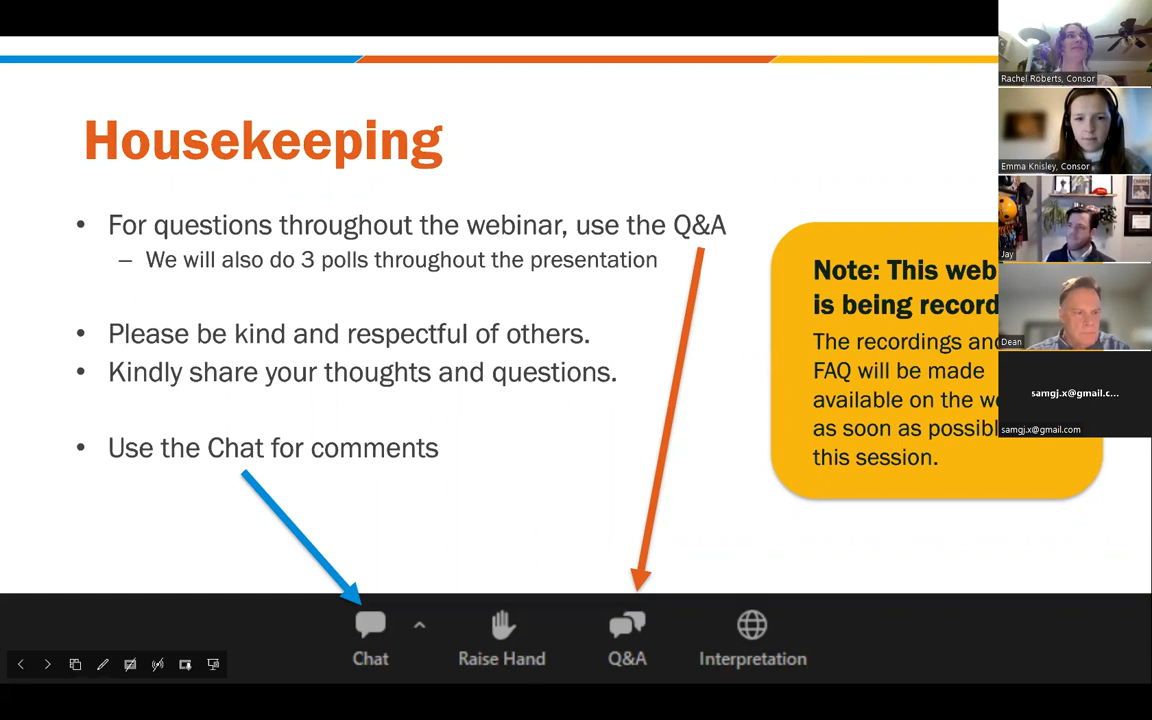 Housekeeping
• For questions throughout the webinar, use the Q&A
– We will also do 3 polls throughout the presentation
• Please be kind and respectful of others.
• Kindly share your thoughts and questions.
• Use the Chat for comments
Note: This web
is being record
The recordings an
FAQ will be made
available on the w
as soon as possibl
this session.
Rachel Roberts, Consor
Emma Knisley, Consor
Jay
Dean
samgj.x@gmail.c...
samgj.x@gmail.com
Chat
Raise Hand
Q&A
Interpretation